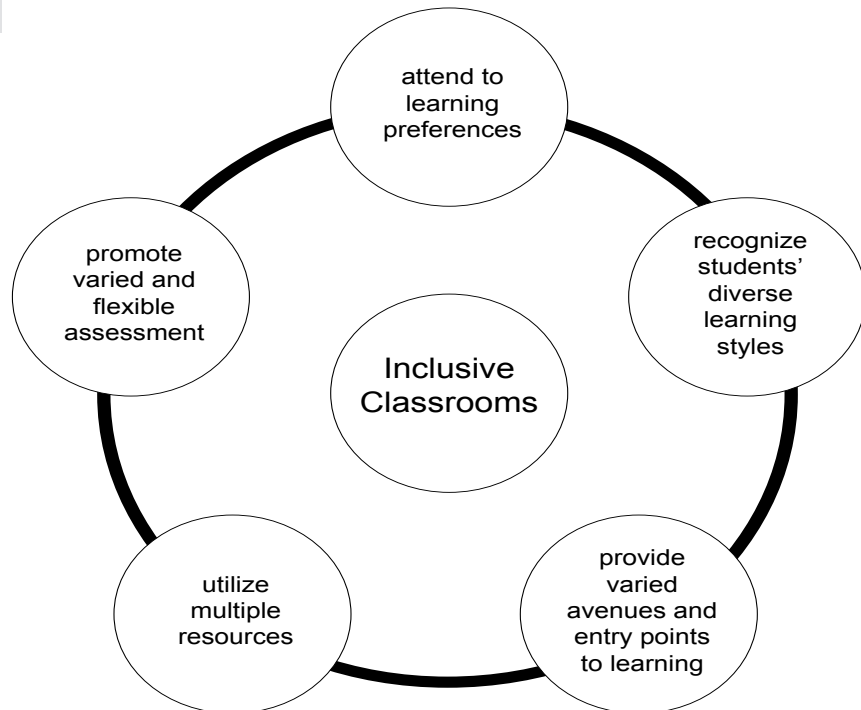 attend to
learning
preferences
recognize
students’
diverse
learning
styles
provide
varied
avenues and
entry points
to learning
utilize
multiple
resources
promote
varied and
flexible
assessment
Inclusive
Classrooms